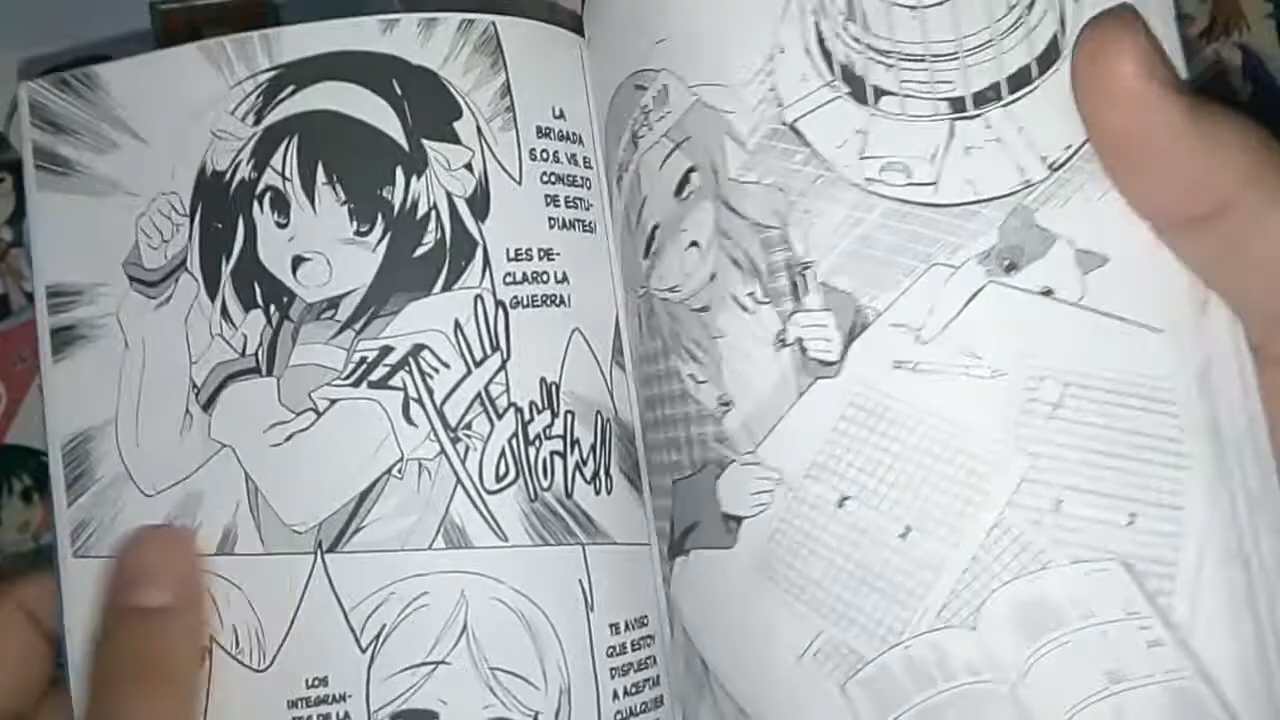 LA
BRIGADA
S.O.S. VS. EL
CONSEJO
DE ESTU-
DIANTES!
LES DE-
CLARO LA
GUERRA!
LOS
INTEGRAN-
TES DE LA
TE AVISO
QUE ESTOY
DISPUESTA
A ACEPTAR
CUALQUIER